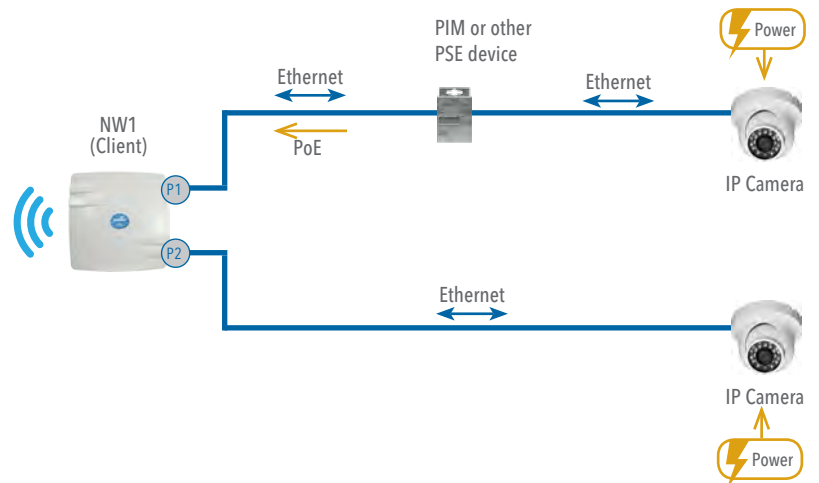 Power
PIM or other
PSE device
Ethernet
Ethernet
NW1
(Client)
PoE
P1
IP Camera
P2
Ethernet
IP Camera
Power